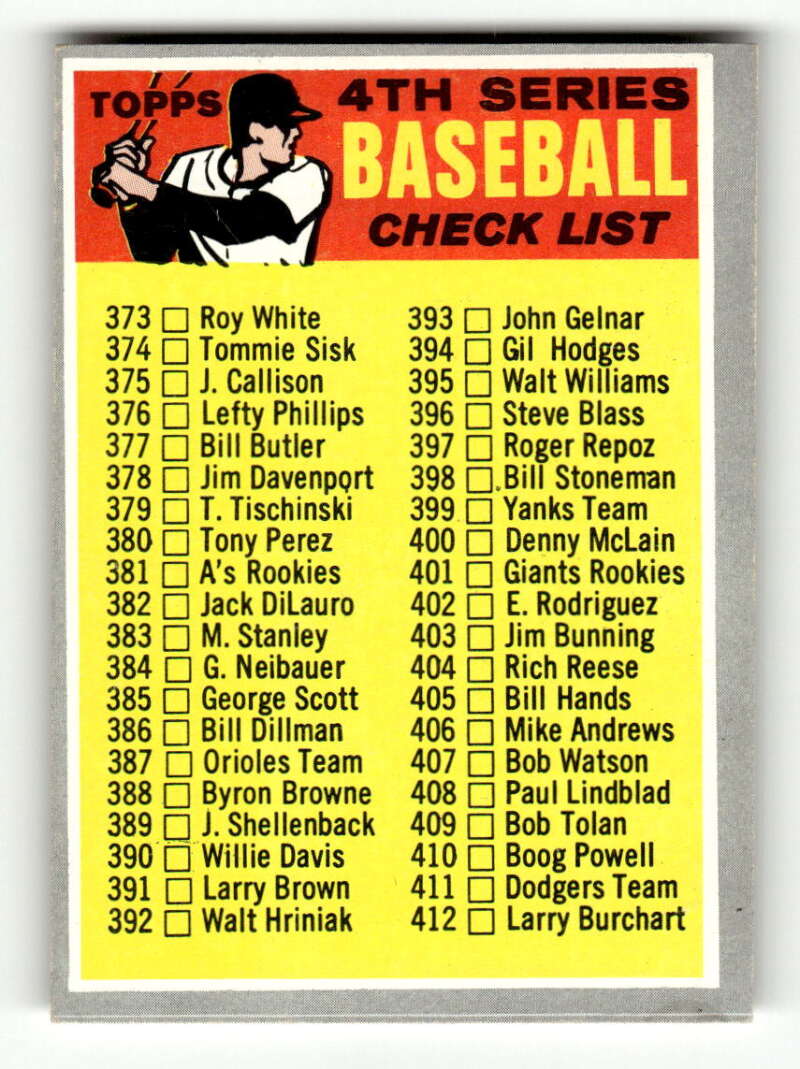 TOPPS
4TH SERIES
BASEBALL
CHECK LIST
373 Roy White
374 Tommie Sisk
375 J. Callison
376 Lefty Phillips
377 Bill Butler
378 Jim Davenport
379 T. Tischinski
380 Tony Perez
381 A's Rookies
382 Jack DiLauro
383 M. Stanley
384 G. Neibauer
385 George Scott
386 Bill Dillman
387 Orioles Team
388 Byron Browne
389 J. Shellenback
390 Willie Davis
391 Larry Brown
392 Walt Hriniak
393 John Gelnar
394 Gil Hodges
395 Walt Williams
396 Steve Blass
397 Roger Repoz
398 Bill Stoneman
399 Yanks Team
400 Denny McLain
401 Giants Rookies
402 E. Rodriguez
403 Jim Bunning
404 Rich Reese
405 Bill Hands
406 Mike Andrews
407 Bob Watson
408 Paul Lindblad
409 Bob Tolan
410 Boog Powell
411 Dodgers Team
412 Larry Burchart